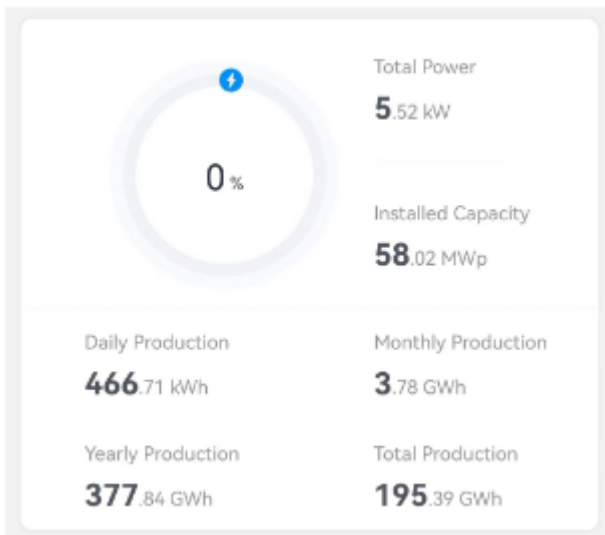 Total Power
5.52 kW
0 %
Installed Capacity
58.02 MWp
Daily Production
466.71 kWh
Monthly Production
3.78 GWh
Yearly Production
377.84 GWh
Total Production
195.39 GWh